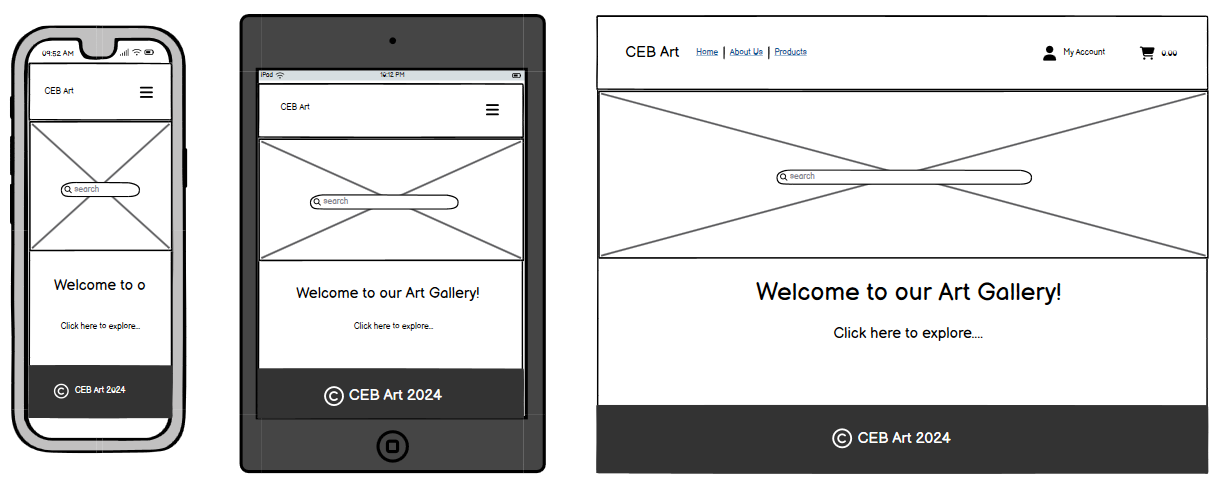 09:52 AM
CEB Art
search
Welcome to o
Click here to explore...
© CEB Art 2024
iPad
10:12 PM
CEB Art
search
Welcome to our Art Gallery!
Click here to explore...
© CEB Art 2024
CEB Art Home | About Us | Products My Account 0.00
search
Welcome to our Art Gallery!
Click here to explore....
© CEB Art 2024